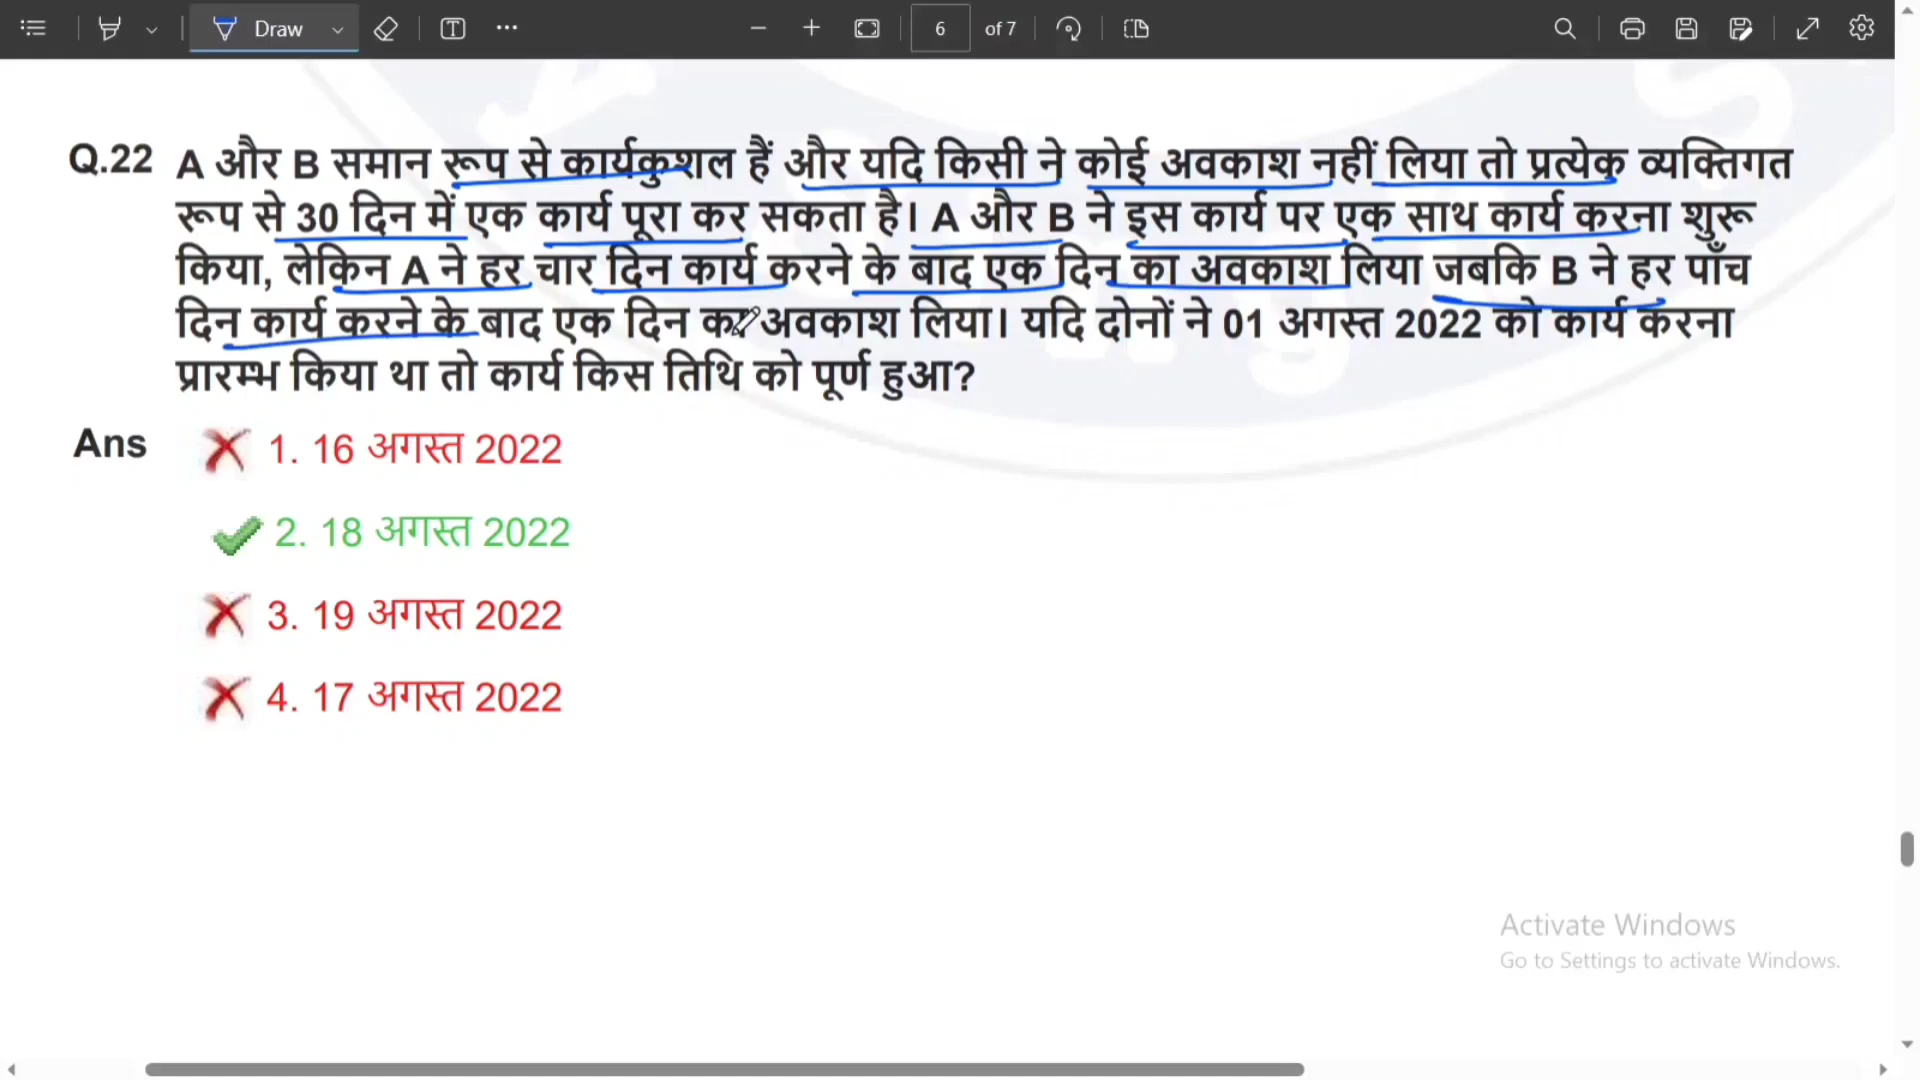 Draw
6 of 7
Q.22 A और B समान रूप से कार्यकुशल हैं और यदि किसी ने कोई अवकाश नहीं लिया तो प्रत्येक व्यक्तिगत
रूप से 30 दिन में एक कार्य पूरा कर सकता है। A और B ने इस कार्य पर एक साथ कार्य करना शुरू
किया, लेकिन A ने हर चार दिन कार्य करने के बाद एक दिन का अवकाश लिया जबकि B ने हर पाँच
दिन कार्य करने के बाद एक दिन का अवकाश लिया। यदि दोनों ने 01 अगस्त 2022 को कार्य करना
प्रारम्भ किया था तो कार्य किस तिथि को पूर्ण हुआ?
Ans 1. 16 अगस्त 2022
2. 18 अगस्त 2022
3. 19 अगस्त 2022
4. 17 अगस्त 2022
Activate Windows
Go to Settings to activate Windows.